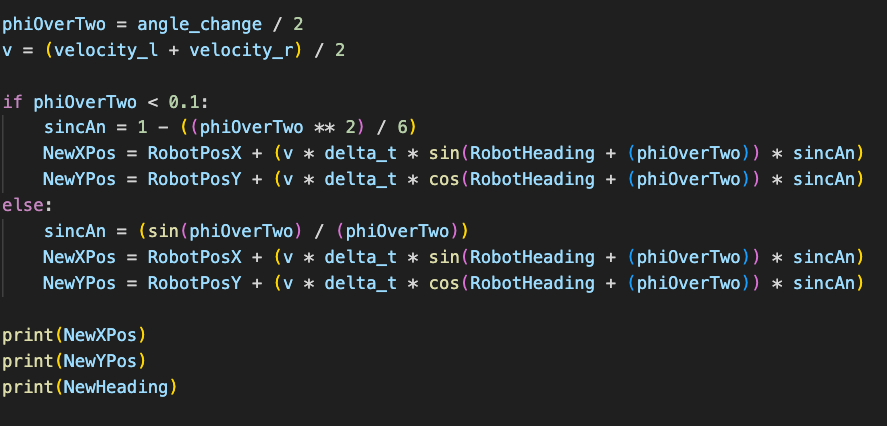 phiOverTwo = angle_change / 2
v = (velocity_l + velocity_r) / 2
if phiOverTwo < 0.1:
    sincAn = 1 - ((phiOverTwo ** 2) / 6)
    NewXPos = RobotPosX + (v * delta_t * sin(RobotHeading + (phiOverTwo)) * sincAn)
    NewYPos = RobotPosY + (v * delta_t * cos(RobotHeading + (phiOverTwo)) * sincAn)
else:
    sincAn = (sin(phiOverTwo) / (phiOverTwo))
    NewXPos = RobotPosX + (v * delta_t * sin(RobotHeading + (phiOverTwo)) * sincAn)
    NewYPos = RobotPosY + (v * delta_t * cos(RobotHeading + (phiOverTwo)) * sincAn)
print(NewXPos)
print(NewYPos)
print(NewHeading)